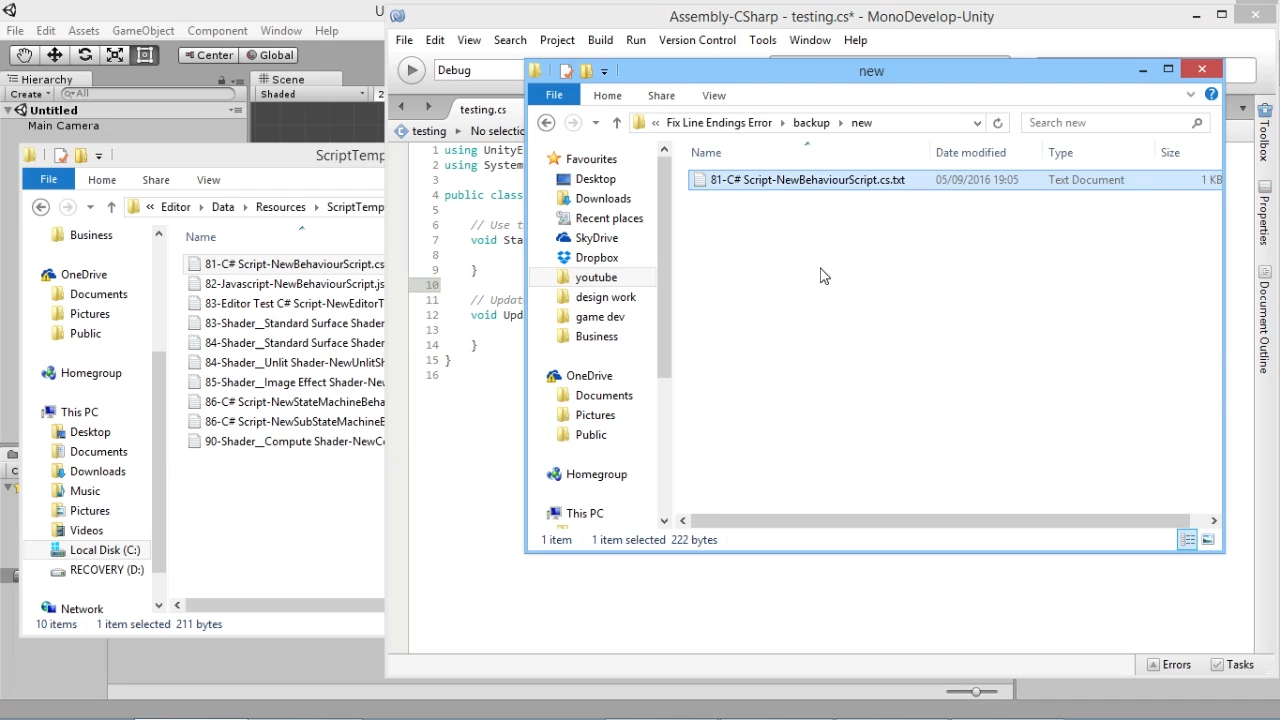 U
File Edit Assets GameObject Component Window Help
Center Global
Hierarchy
Scene
Create
All
Shaded
2
Untitled
Main Camera
ScriptTemp
File Home Share View
« Editor Data Resources ScriptTemp
Name
Business
OneDrive
Documents
Pictures
Public
Homegroup
This PC
Desktop
Documents
Downloads
Music
Pictures
Videos
Local Disk (C:)
RECOVERY (D:)
Network
81-C# Script-NewBehaviourScript.cs
82-Javascript-NewBehaviourScript.js
83-Editor Test C# Script-NewEditorT
83-Shader__Standard Surface Shader
84-Shader__Standard Surface Shader
84-Shader__Unlit Shader-NewUnlitSh
85-Shader__Image Effect Shader-Nev
86-C# Script-NewStateMachineBeha
86-C# Script-NewSubStateMachineB
90-Shader__Compute Shader-NewCo
10 items 1 item selected 211 bytes
Assembly-CSharp - testing.cs* - MonoDevelop-Unity
File Edit View Search Project Build Run Version Control Tools Window Help
Debug
testing.cs
testing No selectio
1 using UnityE
2 using System
3
4 public class
5
6 // Use t
7 void Sta
8
9 }
10
11 // Updat
12 void Upd
13
14 }
15 }
16
Toolbox
Properties
Document Outline
Errors Tasks
new
File Home Share View
« Fix Line Endings Error backup new
Search new
Favourites
Desktop
Downloads
Recent places
SkyDrive
Dropbox
youtube
design work
game dev
Business
OneDrive
Documents
Pictures
Public
Homegroup
This PC
Name Date modified Type Size
81-C# Script-NewBehaviourScript.cs.txt 05/09/2016 19:05 Text Document 1 KB
1 item 1 item selected 222 bytes